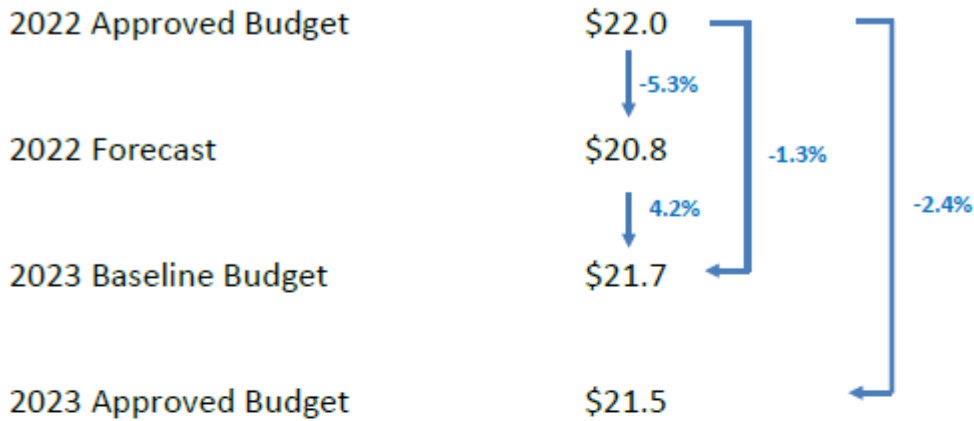 2022 Approved Budget $22.0
-5.3%
2022 Forecast $20.8
-1.3%
4.2%
-2.4%
2023 Baseline Budget $21.7
2023 Approved Budget $21.5